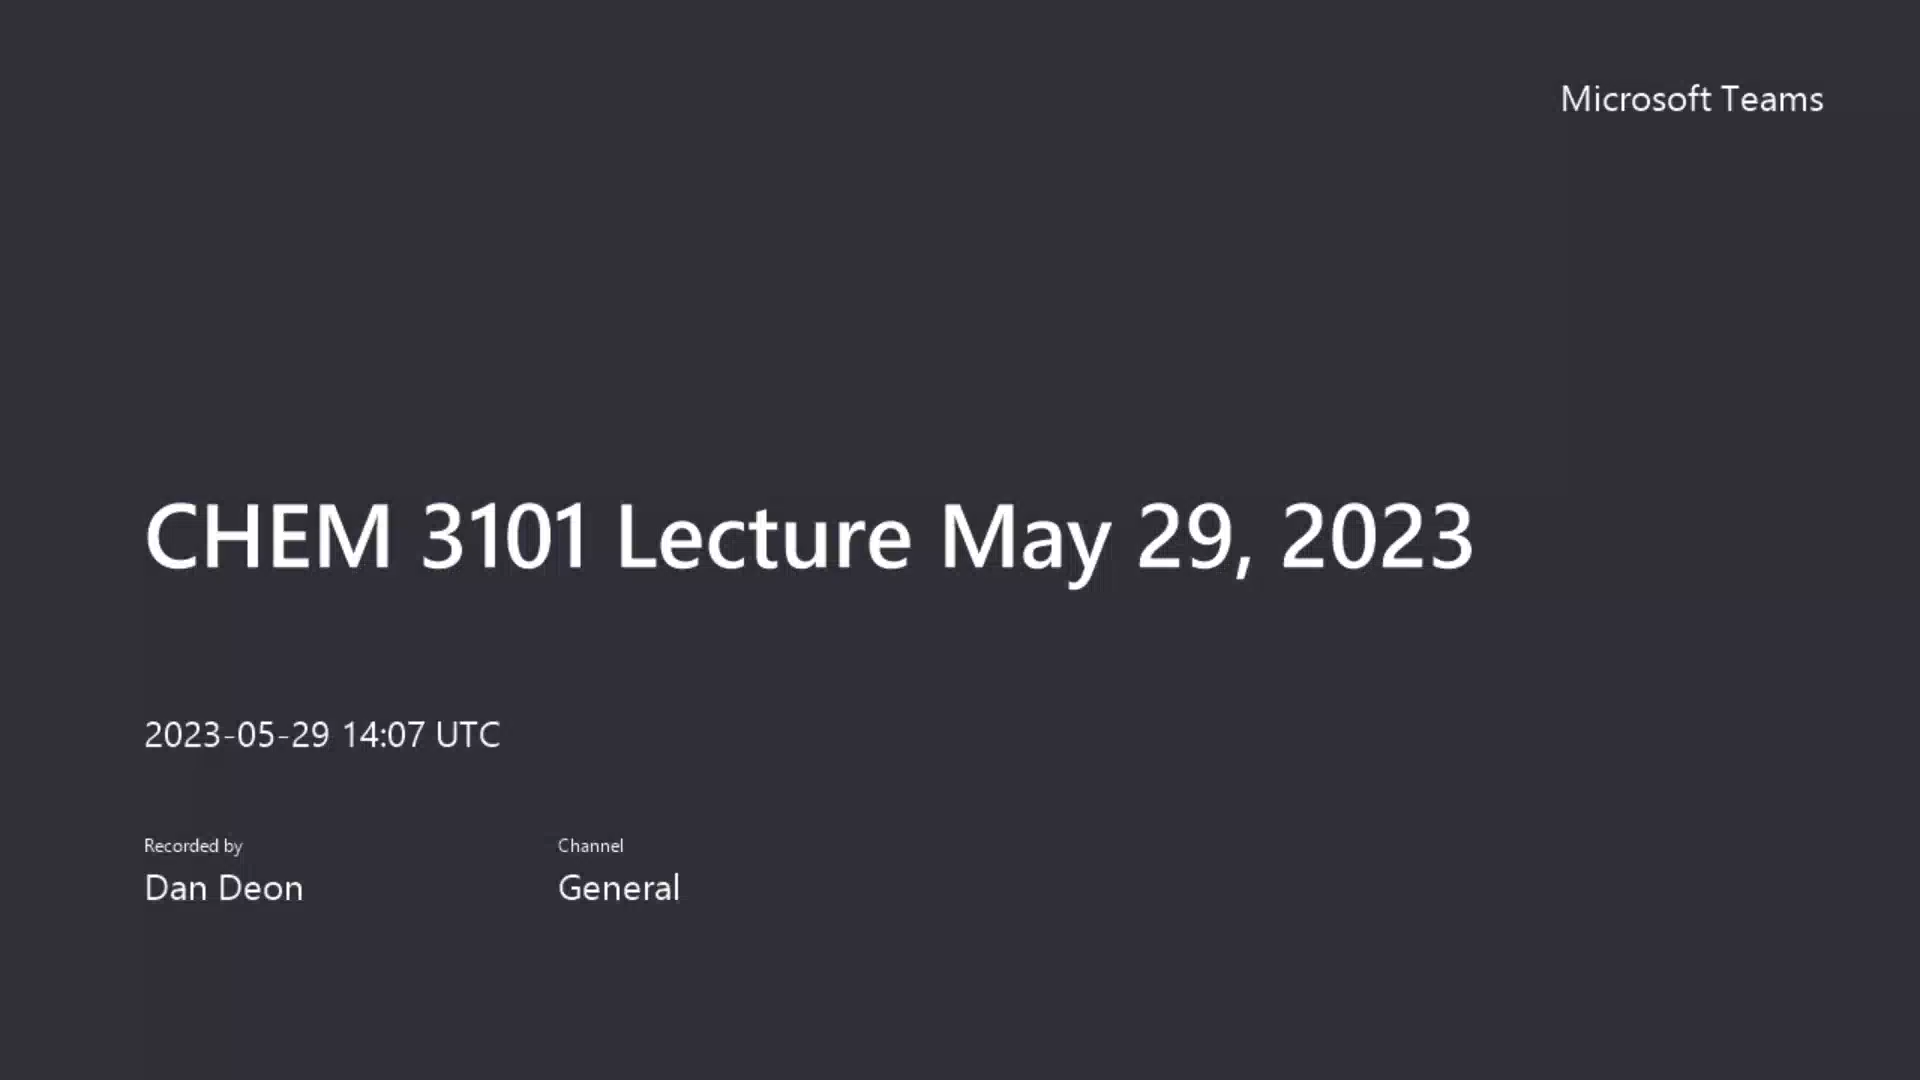 Microsoft Teams
CHEM 3101 Lecture May 29, 2023
2023-05-29 14:07 UTC
Recorded by
Dan Deon
Channel
General